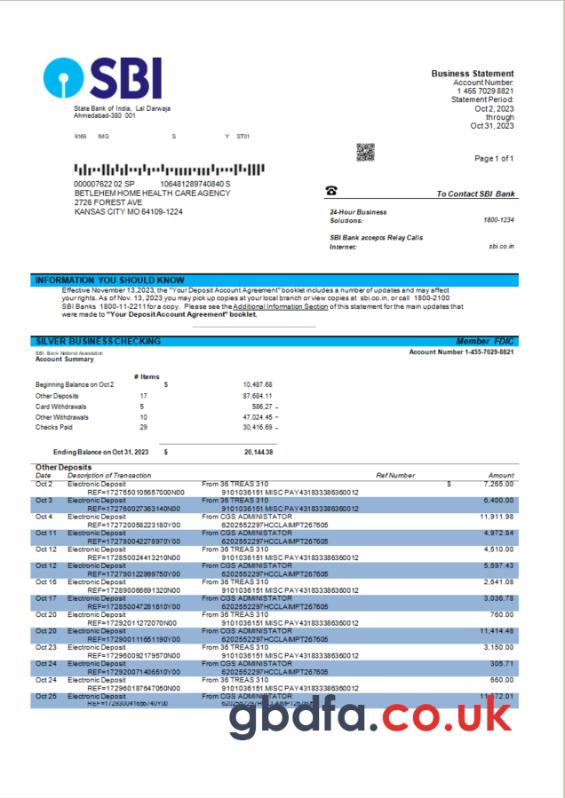 SBI
State Bank of India, Lal Darwaja
Ahmedabad-380 001
Business Statement
Account Number:
1 455 7029 8821
Statement Period:
Oct 2, 2023
through
Oct 31, 2023
9169 IMG S Y ST01
Page 1 of 1
000007622 02 SP 106481289740840 S
BETLEHEM HOME HEALTH CARE AGENCY
2726 FOREST AVE
KANSAS CITY MO 64109-1224
To Contact SBI Bank
24-Hour Business
Solutions: 1800-1234
SBI Bank accepts Relay Calls
Internet: sbi.co.in
INFORMATION YOU SHOULD KNOW
Effective November 13,2023, the "Your Deposit Account Agreement" booklet includes a number of updates and may affect
your rights. As of Nov. 13, 2023 you may pick up copies at your local branch or view copies at sbi.co.in, or call 1800-2100
SBI Banks 1800-11-2211 for a copy. Please see the Additional Information Section of this statement for the main updates that
were made to "Your Deposit Account Agreement" booklet.
SILVER BUSINESS CHECKING Member FDIC
SBI Bank National Association Account Number 1-455-7029-8821
Account Summary
# Items
Beginning Balance on Oct 2 $ 10,487.68
Other Deposits 17 87,684.11
Card Withdrawals 5 586,27 -
Other Withdrawals 10 47,024.45 -
Checks Paid 29 30,416.69 -
Ending Balance on Oct 31, 2023 $ 20,144.38
Other Deposits
Date Description of Transaction Ref Number Amount
Oct 2 Electronic Deposit From 36 TREAS 310 $ 7,265.00
REF=1727550105657000N00 9101036151 MISC PAY43183338360012
Oct 3 Electronic Deposit From 36 TREAS 310 6,400.00
REF=172760027363140N00 9101036151 MISC PAY43183338360012
Oct 4 Electronic Deposit From CGS ADMINISTATOR 11,911.98
REF=172720058223180Y00 6202552297HCCLAIMPT267605
Oct 11 Electronic Deposit From CGS ADMINISTATOR 4,972.84
REF=172780042278970Y00 6202552297HCCLAIMPT267605
Oct 12 Electronic Deposit From 36 TREAS 310 4,510.00
REF=172850024413210N00 9101036151 MISC PAY43183338360012
Oct 12 Electronic Deposit From CGS ADMINISTATOR 5,597.43
REF=172790122999750Y00 6202552297HCCLAIMPT267605
Oct 16 Electronic Deposit From 36 TREAS 310 2,641.08
REF=172890066691320N00 9101036151 MISC PAY43183338360012
Oct 17 Electronic Deposit From CGS ADMINISTATOR 3,036.78
REF=172850047281610Y00 6202552297HCCLAIMPT267605
Oct 20 Electronic Deposit From 36 TREAS 310 760.00
REF=17292011272070N00 9101036151 MISC PAY43183338360012
Oct 20 Electronic Deposit From CGS ADMINISTATOR 11,414.48
REF=172900111651190Y00 6202552297HCCLAIMPT267605
Oct 23 Electronic Deposit From 36 TREAS 310 3,150.00
REF=172960092179570N00 9101036151 MISC PAY43183338360012
Oct 24 Electronic Deposit From CGS ADMINISTATOR 305.71
REF=172920071406510Y00 6202552297HCCLAIMPT267605
Oct 24 Electronic Deposit From 36 TREAS 310 660.00
REF=172960187647050N00 9101036151 MISC PAY43183338360012
Oct 25 Electronic Deposit From CGS ADMINISTATOR
gbdfa.co.uk